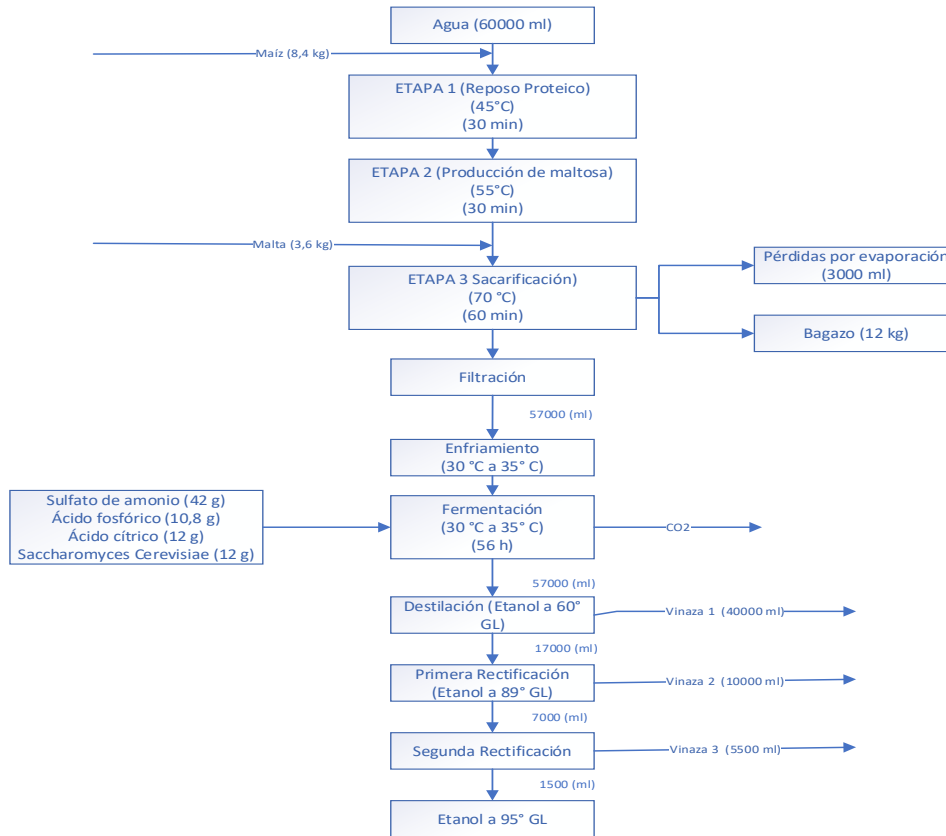 Agua (60000 ml)
Maíz (8,4 kg)
ETAPA 1 (Reposo Proteico)
(45°C)
(30 min)
ETAPA 2 (Producción de maltosa)
(55°C)
(30 min)
Malta (3,6 kg)
ETAPA 3 Sacarificación)
(70 °C)
(60 min)
Pérdidas por evaporación
(3000 ml)
Bagazo (12 kg)
Filtración
57000 (ml)
Enfriamiento
(30 °C a 35° C)
Sulfato de amonio (42 g)
Ácido fosfórico (10,8 g)
Ácido cítrico (12 g)
Saccharomyces Cerevisiae (12 g)
Fermentación
(30 °C a 35° C)
(56 h)
CO2
57000 (ml)
Destilación (Etanol a 60°
GL)
Vinaza 1 (40000 ml)
17000 (ml)
Primera Rectificación
(Etanol a 89° GL)
Vinaza 2 (10000 ml)
7000 (ml)
Segunda Rectificación
Vinaza 3 (5500 ml)
1500 (ml)
Etanol a 95° GL